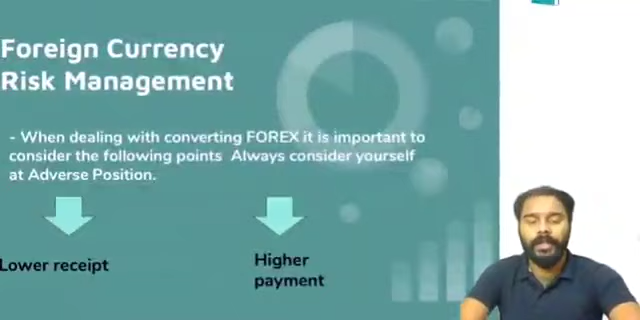 Foreign Currency
Risk Management
- When dealing with converting FOREX it is important to
consider the following points  Always consider yourself
at Adverse Position.
Lower receipt
Higher
payment